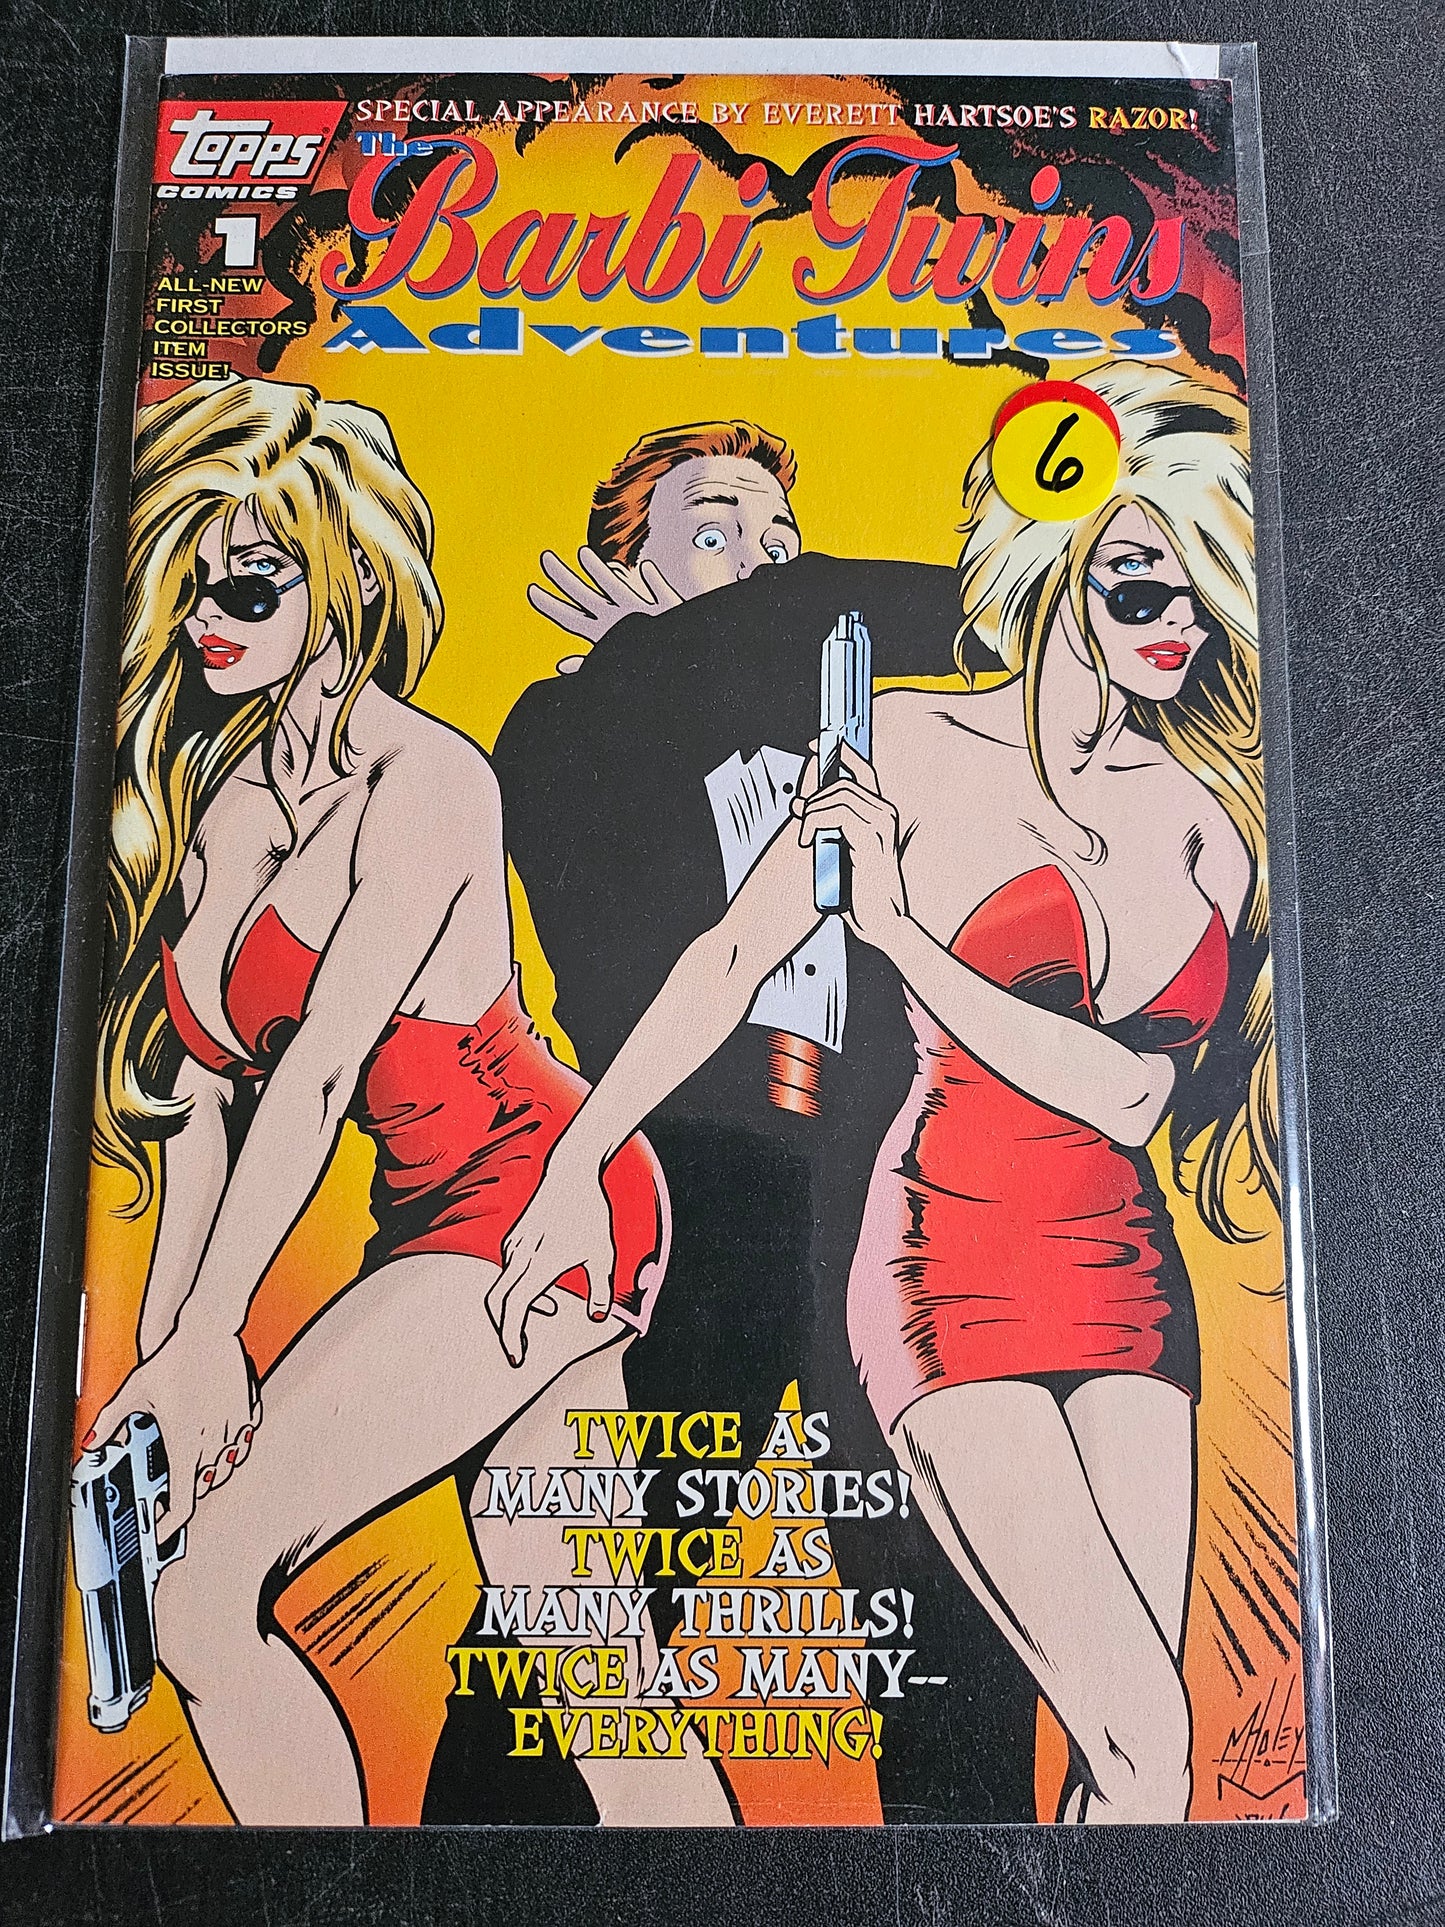 SPECIAL APPEARANCE BY EVERETT HARTSOE'S RAZOR!
topps
COMICS
The
Barbi Twins™
Adventures
1
ALL-NEW
FIRST
COLLECTORS
ITEM
ISSUE!
6
TWICE AS
MANY STORIES!
TWICE AS
MANY THRILLS!
TWICE AS MANY--
EVERYTHING!